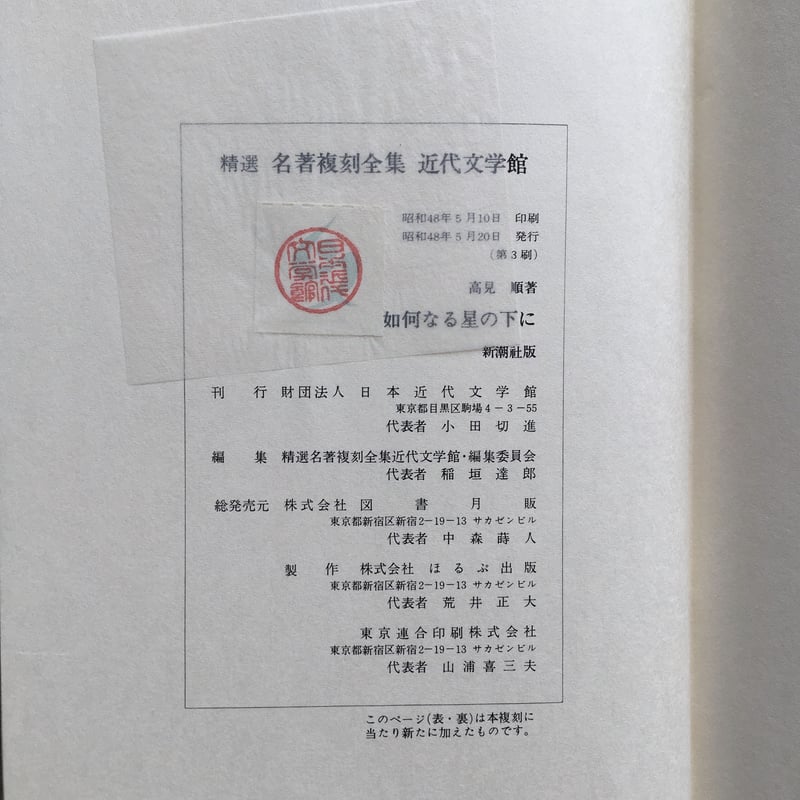 精選 名著複刻全集 近代文学館
昭和48年5月10日 印刷
昭和48年5月20日 発行
(第3刷)
日本近代文学館
高見 順著
如何なる星の下に
新潮社版
刊 行 財団法人 日本近代文学館
東京都目黒区駒場4-3-55
代表者 小田切進
編 集 精選名著複刻全集近代文学館・編集委員会
代表者 稲垣達郎
総発売元 株式会社 図書月販
東京都新宿区新宿2-19-13 サカゼンビル
代表者 中森蒔人
製 作 株式会社 ほるぷ出版
東京都新宿区新宿2-19-13 サカゼンビル
代表者 荒井正大
東京連合印刷株式会社
東京都新宿区新宿2-19-13 サカゼンビル
代表者 山浦喜三夫
このページ(表・裏)は本複刻に
当たり新たに加えたものです。